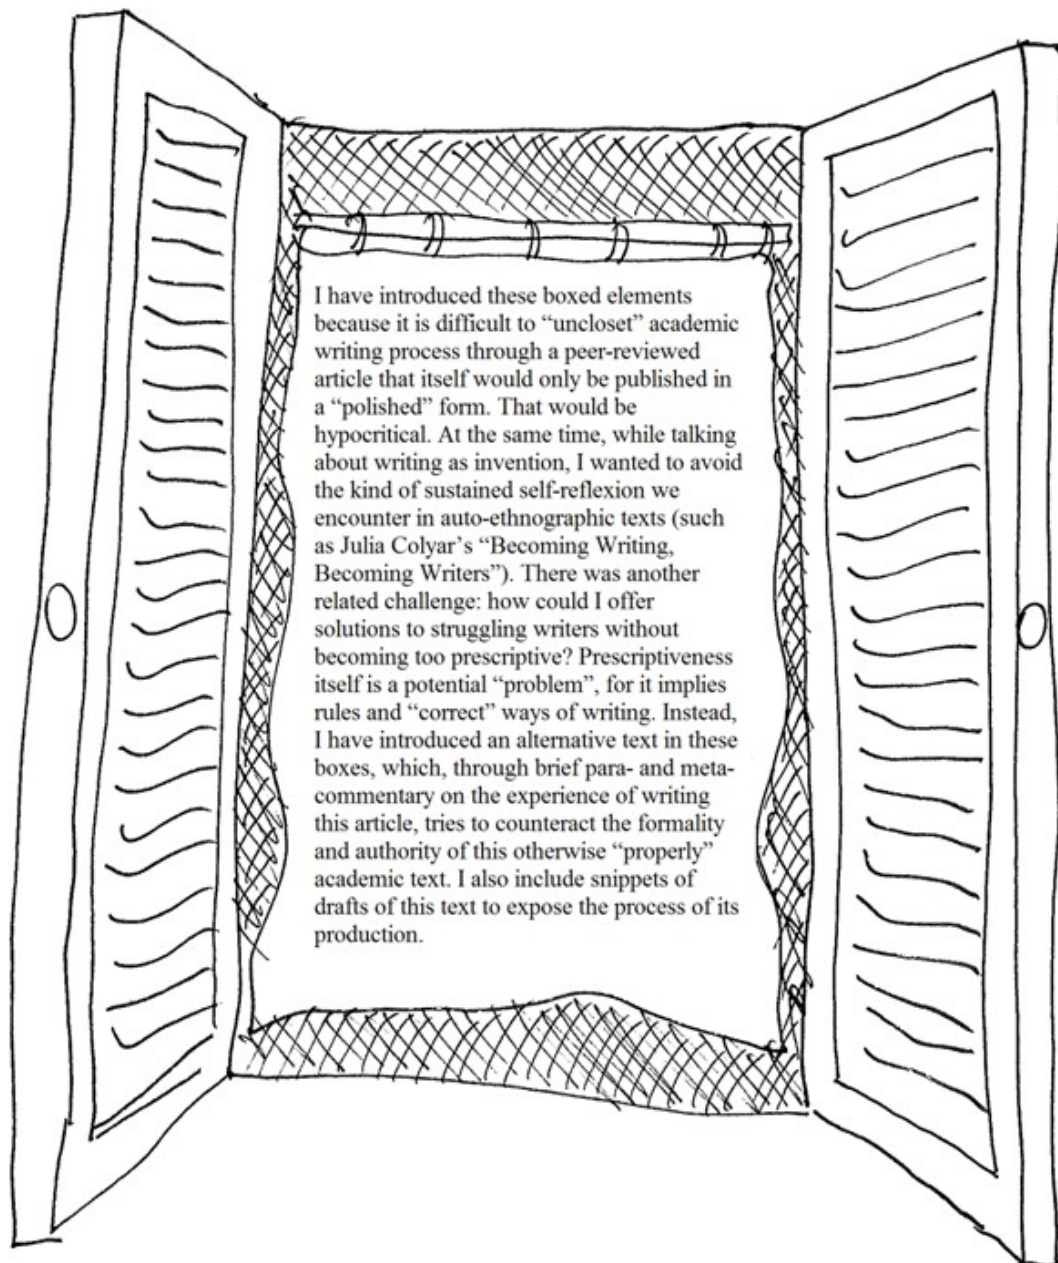 I have introduced these boxed elements
because it is difficult to “uncloset” academic
writing process through a peer-reviewed
article that itself would only be published in
a “polished” form. That would be
hypocritical. At the same time, while talking
about writing as invention, I wanted to avoid
the kind of sustained self-reflexion we
encounter in auto-ethnographic texts (such
as Julia Colyar’s “Becoming Writing,
Becoming Writers”). There was another
related challenge: how could I offer
solutions to struggling writers without
becoming too prescriptive? Prescriptiveness
itself is a potential “problem”, for it implies
rules and “correct” ways of writing. Instead,
I have introduced an alternative text in these
boxes, which, through brief para- and meta-
commentary on the experience of writing
this article, tries to counteract the formality
and authority of this otherwise “properly”
academic text. I also include snippets of
drafts of this text to expose the process of its
production.